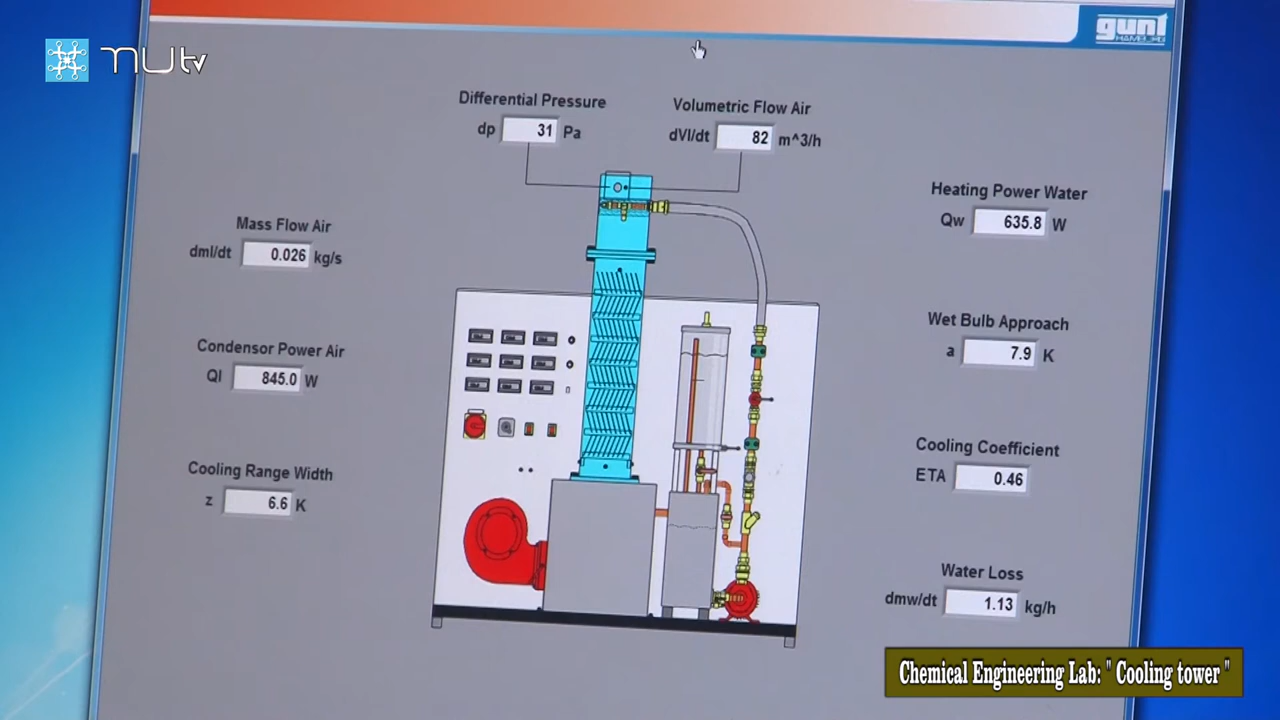 gunt
HAMBURG
MUtv
Differential Pressure
dp 31 Pa
Volumetric Flow Air
dVl/dt 82 m^3/h
Heating Power Water
Qw 635.8 W
Mass Flow Air
dml/dt 0.026 kg/s
Wet Bulb Approach
a 7.9 K
Condensor Power Air
Ql 845.0 W
Cooling Coefficient
ETA 0.46
Cooling Range Width
z 6.6 K
Water Loss
dmw/dt 1.13 kg/h
Chemical Engineering Lab: " Cooling tower "